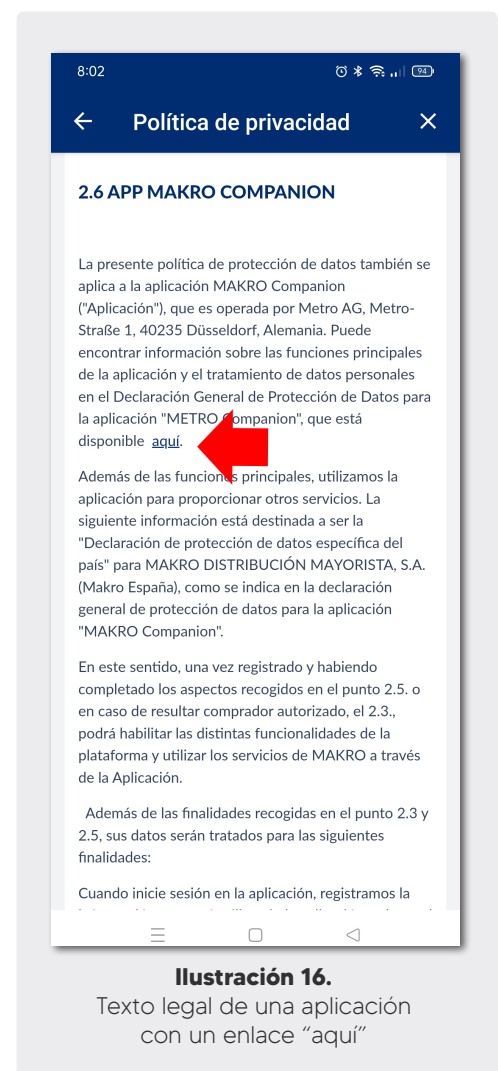 8:02
94
Política de privacidad
2.6 APP MAKRO COMPANION
La presente política de protección de datos también se
aplica a la aplicación MAKRO Companion
("Aplicación"), que es operada por Metro AG, Metro-
Straße 1, 40235 Düsseldorf, Alemania. Puede
encontrar información sobre las funciones principales
de la aplicación y el tratamiento de datos personales
en el Declaración General de Protección de Datos para
la aplicación "METRO Companion", que está
disponible aquí.
Además de las funciones principales, utilizamos la
aplicación para proporcionar otros servicios. La
siguiente información está destinada a ser la
"Declaración de protección de datos específica del
país" para MAKRO DISTRIBUCIÓN MAYORISTA, S.A.
(Makro España), como se indica en la declaración
general de protección de datos para la aplicación
"MAKRO Companion".
En este sentido, una vez registrado y habiendo
completado los aspectos recogidos en el punto 2.5. o
en caso de resultar comprador autorizado, el 2.3.,
podrá habilitar las distintas funcionalidades de la
plataforma y utilizar los servicios de MAKRO a través
de la Aplicación.
Además de las finalidades recogidas en el punto 2.3 y
2.5, sus datos serán tratados para las siguientes
finalidades:
Cuando inicie sesión en la aplicación, registramos la
Ilustración 16.
Texto legal de una aplicación
con un enlace “aquí”